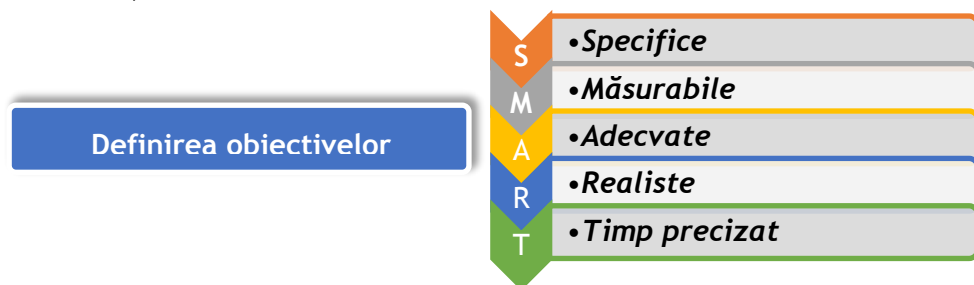 Definirea obiectivelor
S
•Specifice
M
•Măsurabile
A
•Adecvate
R
•Realiste
T
•Timp precizat